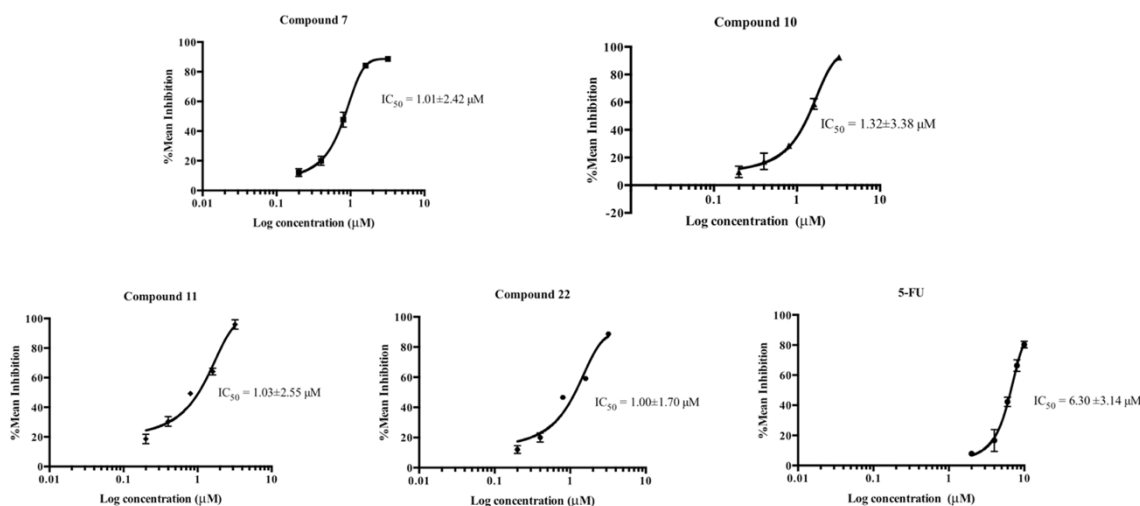 Compound 7
100
80
60
40
20
0
%Mean Inhibition
IC50 = 1.01±2.42 μM
0.01
0.1
1
10
Log concentration (μM)
Compound 10
100
80
60
40
20
0
-20
%Mean Inhibition
IC50 = 1.32±3.38 μM
0.1
1
10
Log concentration (μM)
Compound 11
100
80
60
40
20
0
%Mean Inhibition
IC50 = 1.03±2.55 μM
0.01
0.1
1
10
Log concentration (μM)
Compound 22
100
80
60
40
20
0
%Mean Inhibition
IC50 = 1.00±1.70 μM
0.01
0.1
1
10
Log concentration (μM)
5-FU
100
80
60
40
20
0
%Mean Inhibition
IC50 = 6.30 ±3.14 μM
0.01
0.1
1
10
Log concentration (μM)